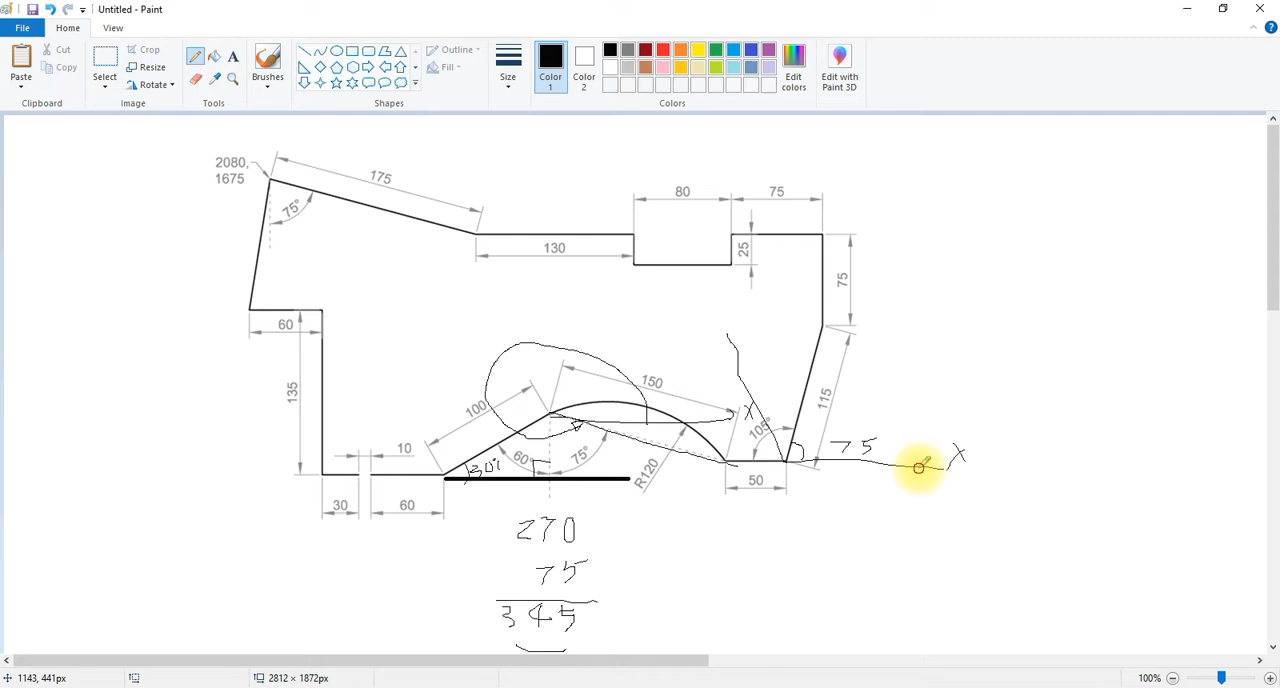 Untitled - Paint
File
Home
View
Paste
Cut
Copy
Clipboard
Select
Crop
Resize
Rotate
Image
A
Tools
Brushes
Outline
Fill
Shapes
Size
Color 1
Color 2
Edit colors
Colors
Edit with Paint 3D
2080,
1675
175
75°
80
75
130
25
75
60
135
150
100
X
105°
115
75
X
30°
60°
75°
R120
10
50
30
60
270
75
345
1143, 441px
2812 × 1872px
100%